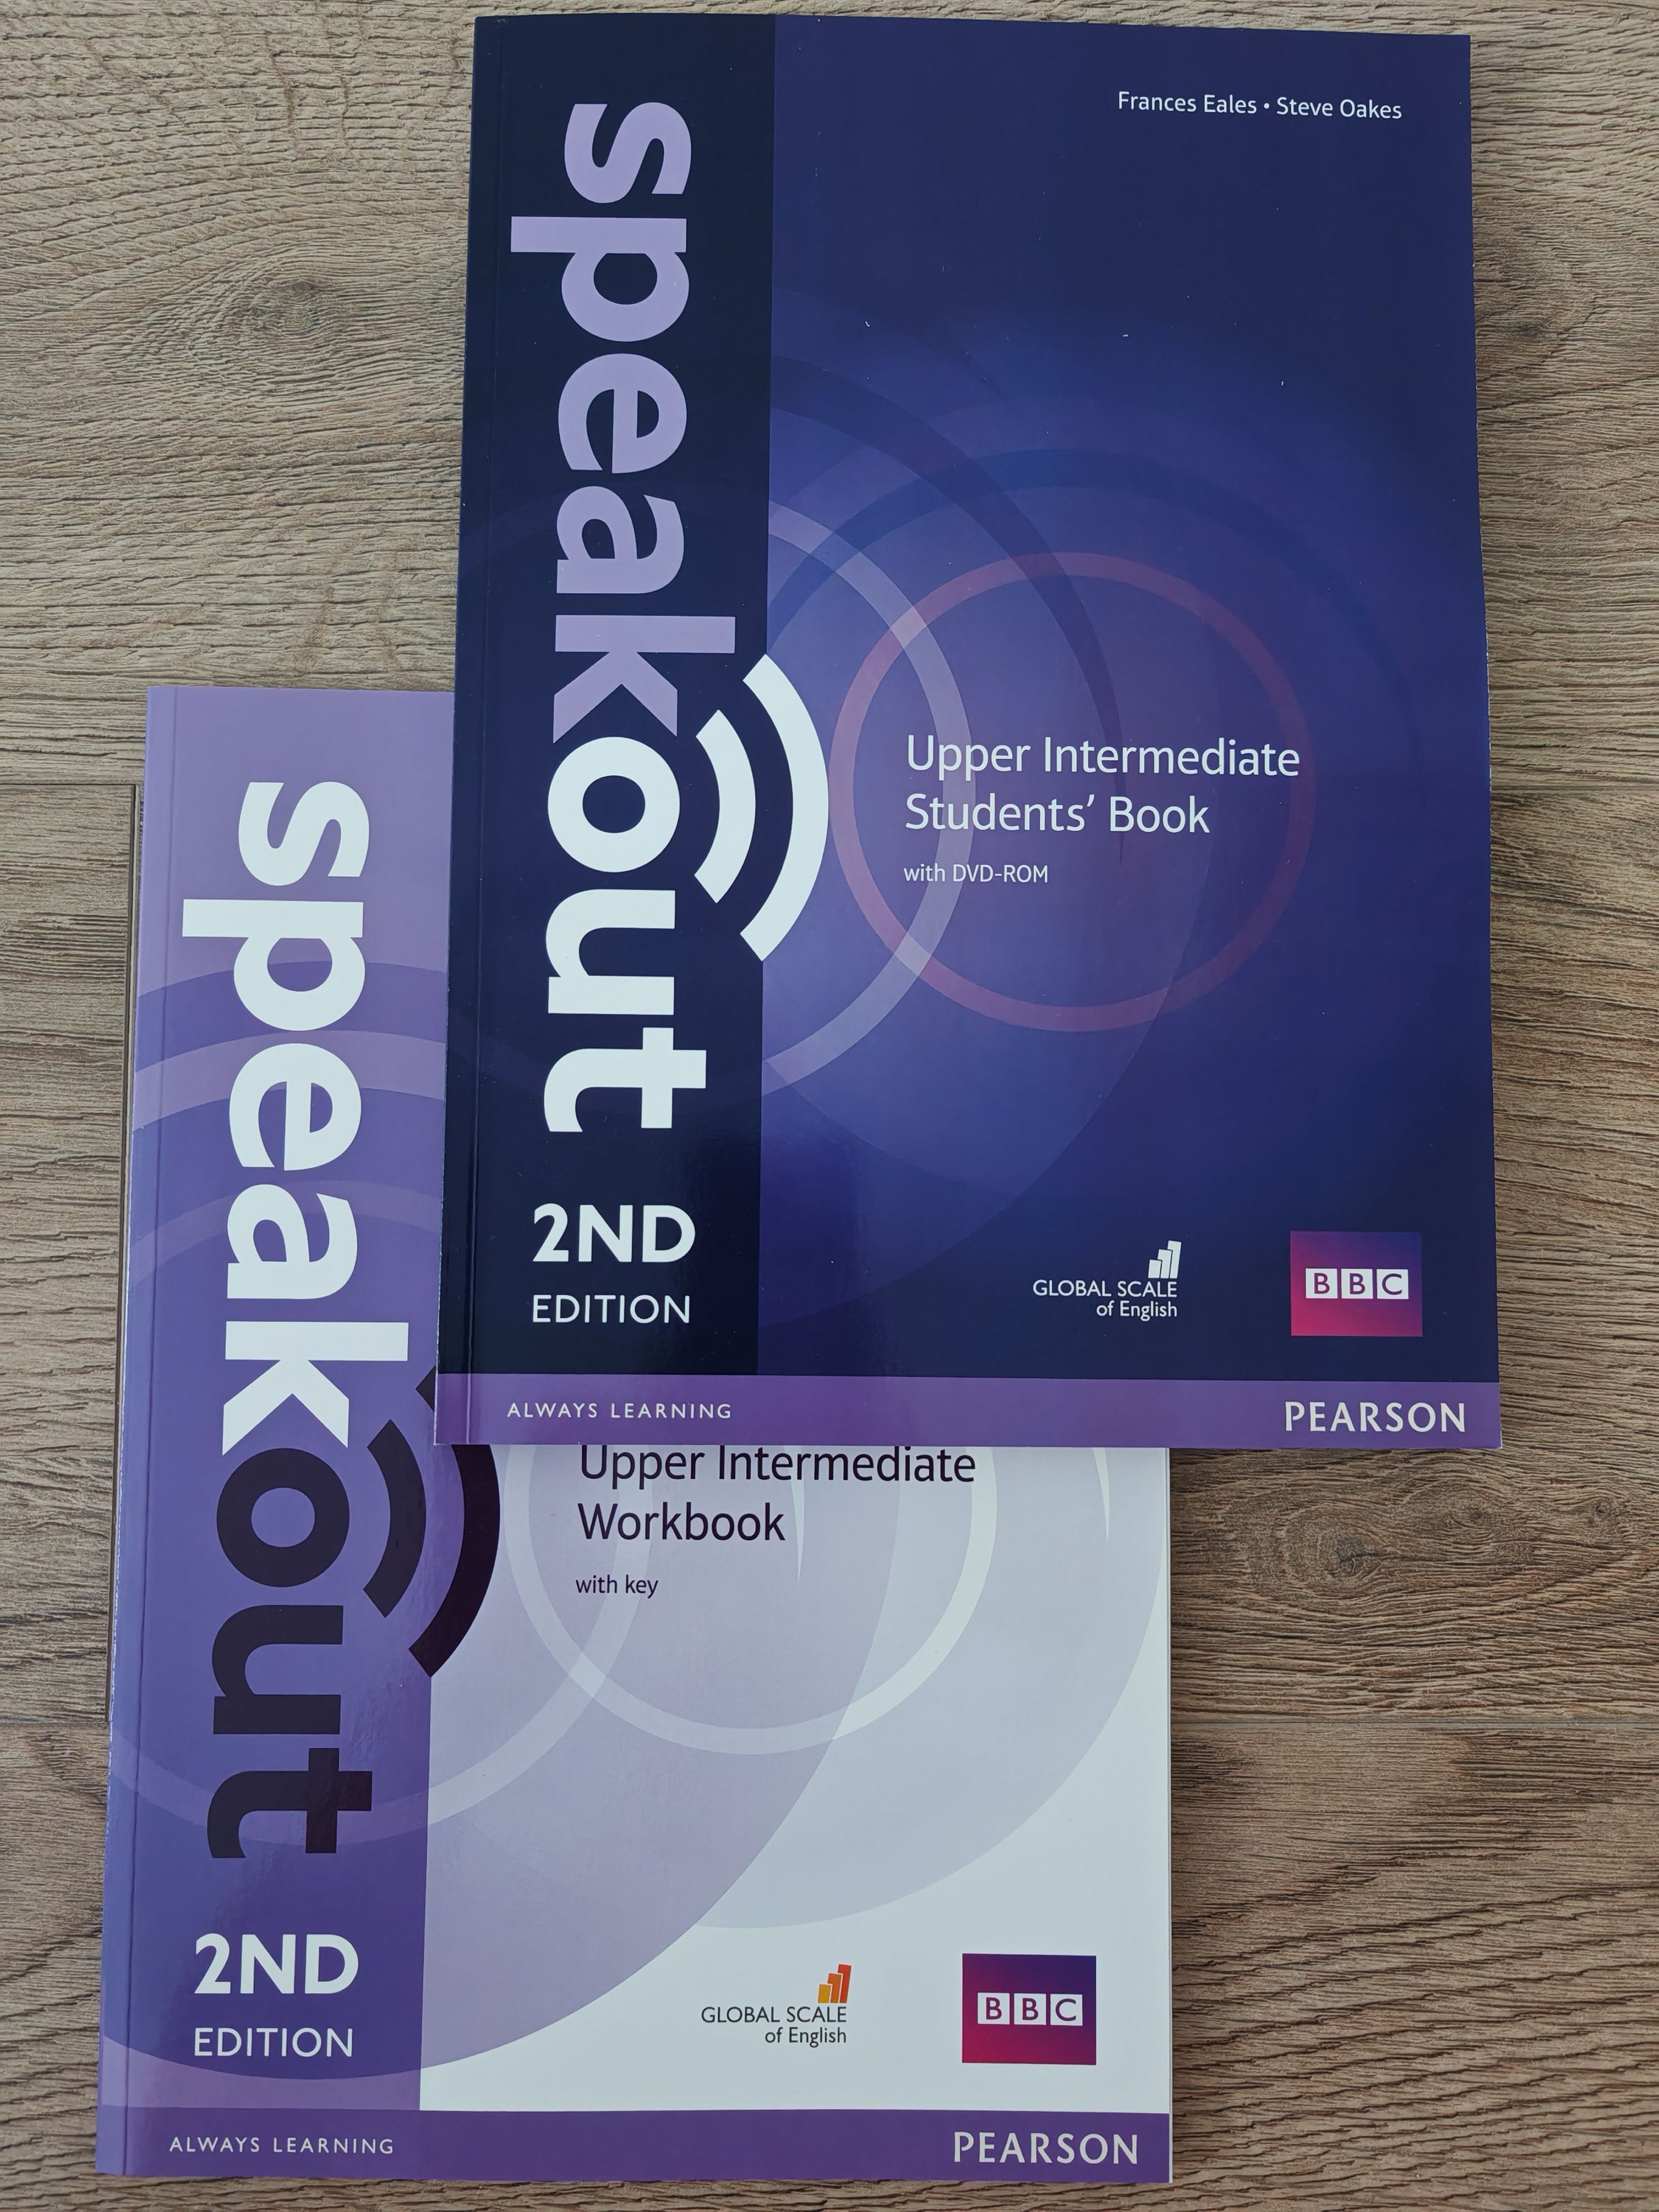 Frances Eales • Steve Oakes
speakout
Upper Intermediate
Students' Book
with DVD-ROM
2ND
EDITION
GLOBAL SCALE
of English
BBC
ALWAYS LEARNING
PEARSON
speakout
Upper Intermediate
Workbook
with key
2ND
EDITION
GLOBAL SCALE
of English
BBC
ALWAYS LEARNING
PEARSON